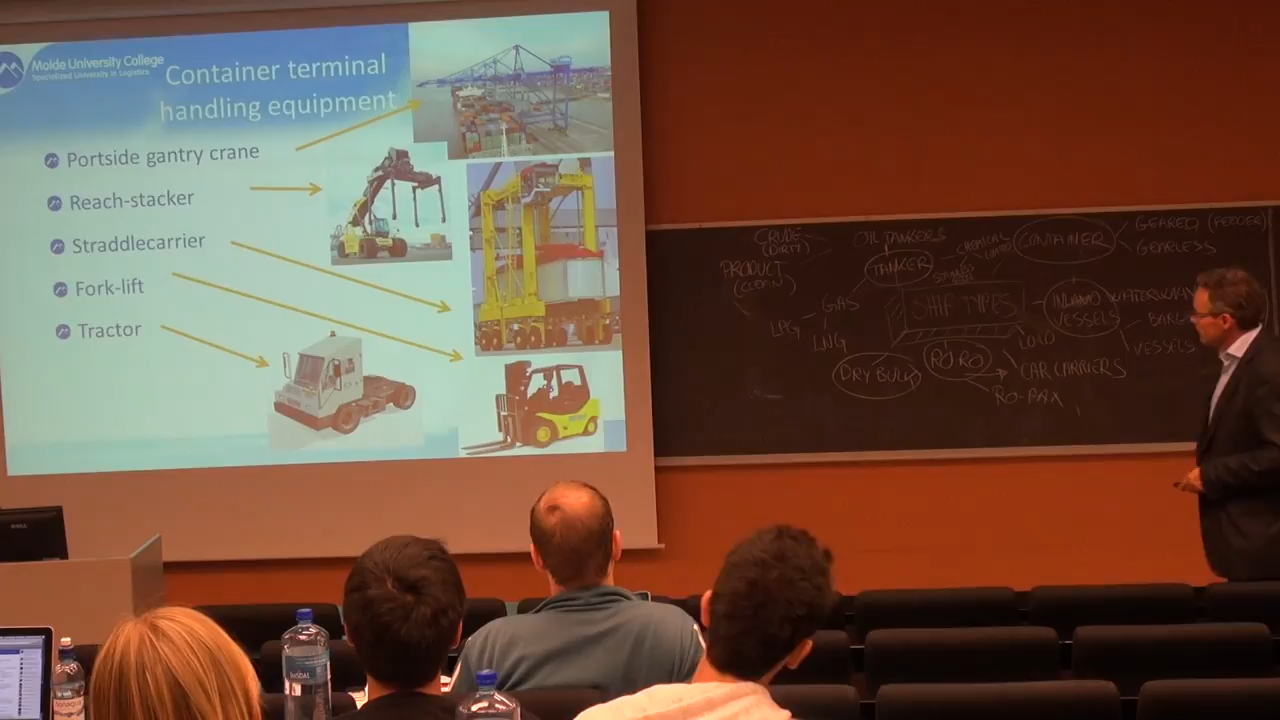 Molde University College
Specialized University in Logistics
Container terminal
handling equipment
Portside gantry crane
Reach-stacker
Straddlecarrier
Fork-lift
Tractor
CRUDE
(DIRTY)
OIL TANKERS
PRODUCT
(CLEAN)
TANKER
CHEMICAL
CONTAINER
GEARED (FEEDER)
GEARLESS
GAS
LPG
LNG
SHIP TYPES
INLAND WATERWAY
VESSELS
VESSELS
DRY BULK
RO RO
LOLO
CAR CARRIERS
RO-PAX
DELL